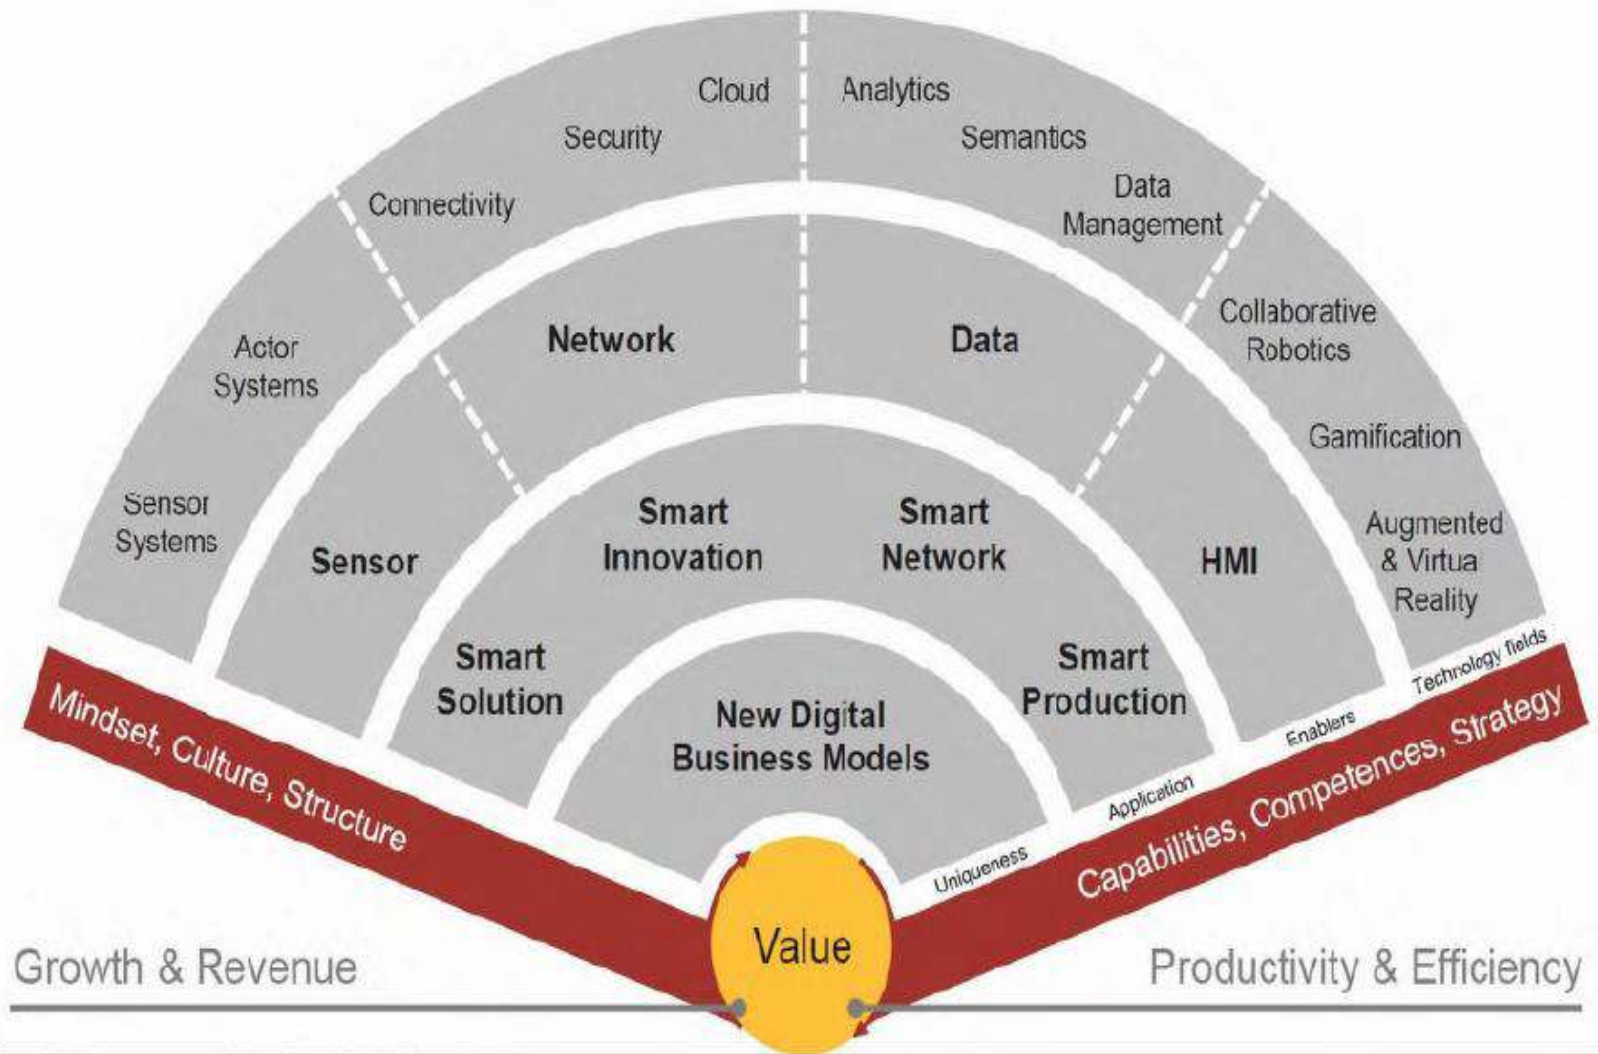 Cloud
Analytics
Security
Semantics
Connectivity
Data
Management
Actor
Systems
Collaborative
Robotics
Gamification
Sensor
Systems
Augmented
& Virtua
Reality
Network
Data
Sensor
HMI
Smart
Innovation
Smart
Network
Smart
Solution
Smart
Production
New Digital
Business Models
Technology fields
Enablers
Application
Uniqueness
Mindset, Culture, Structure
Capabilities, Competences, Strategy
Value
Growth & Revenue
Productivity & Efficiency